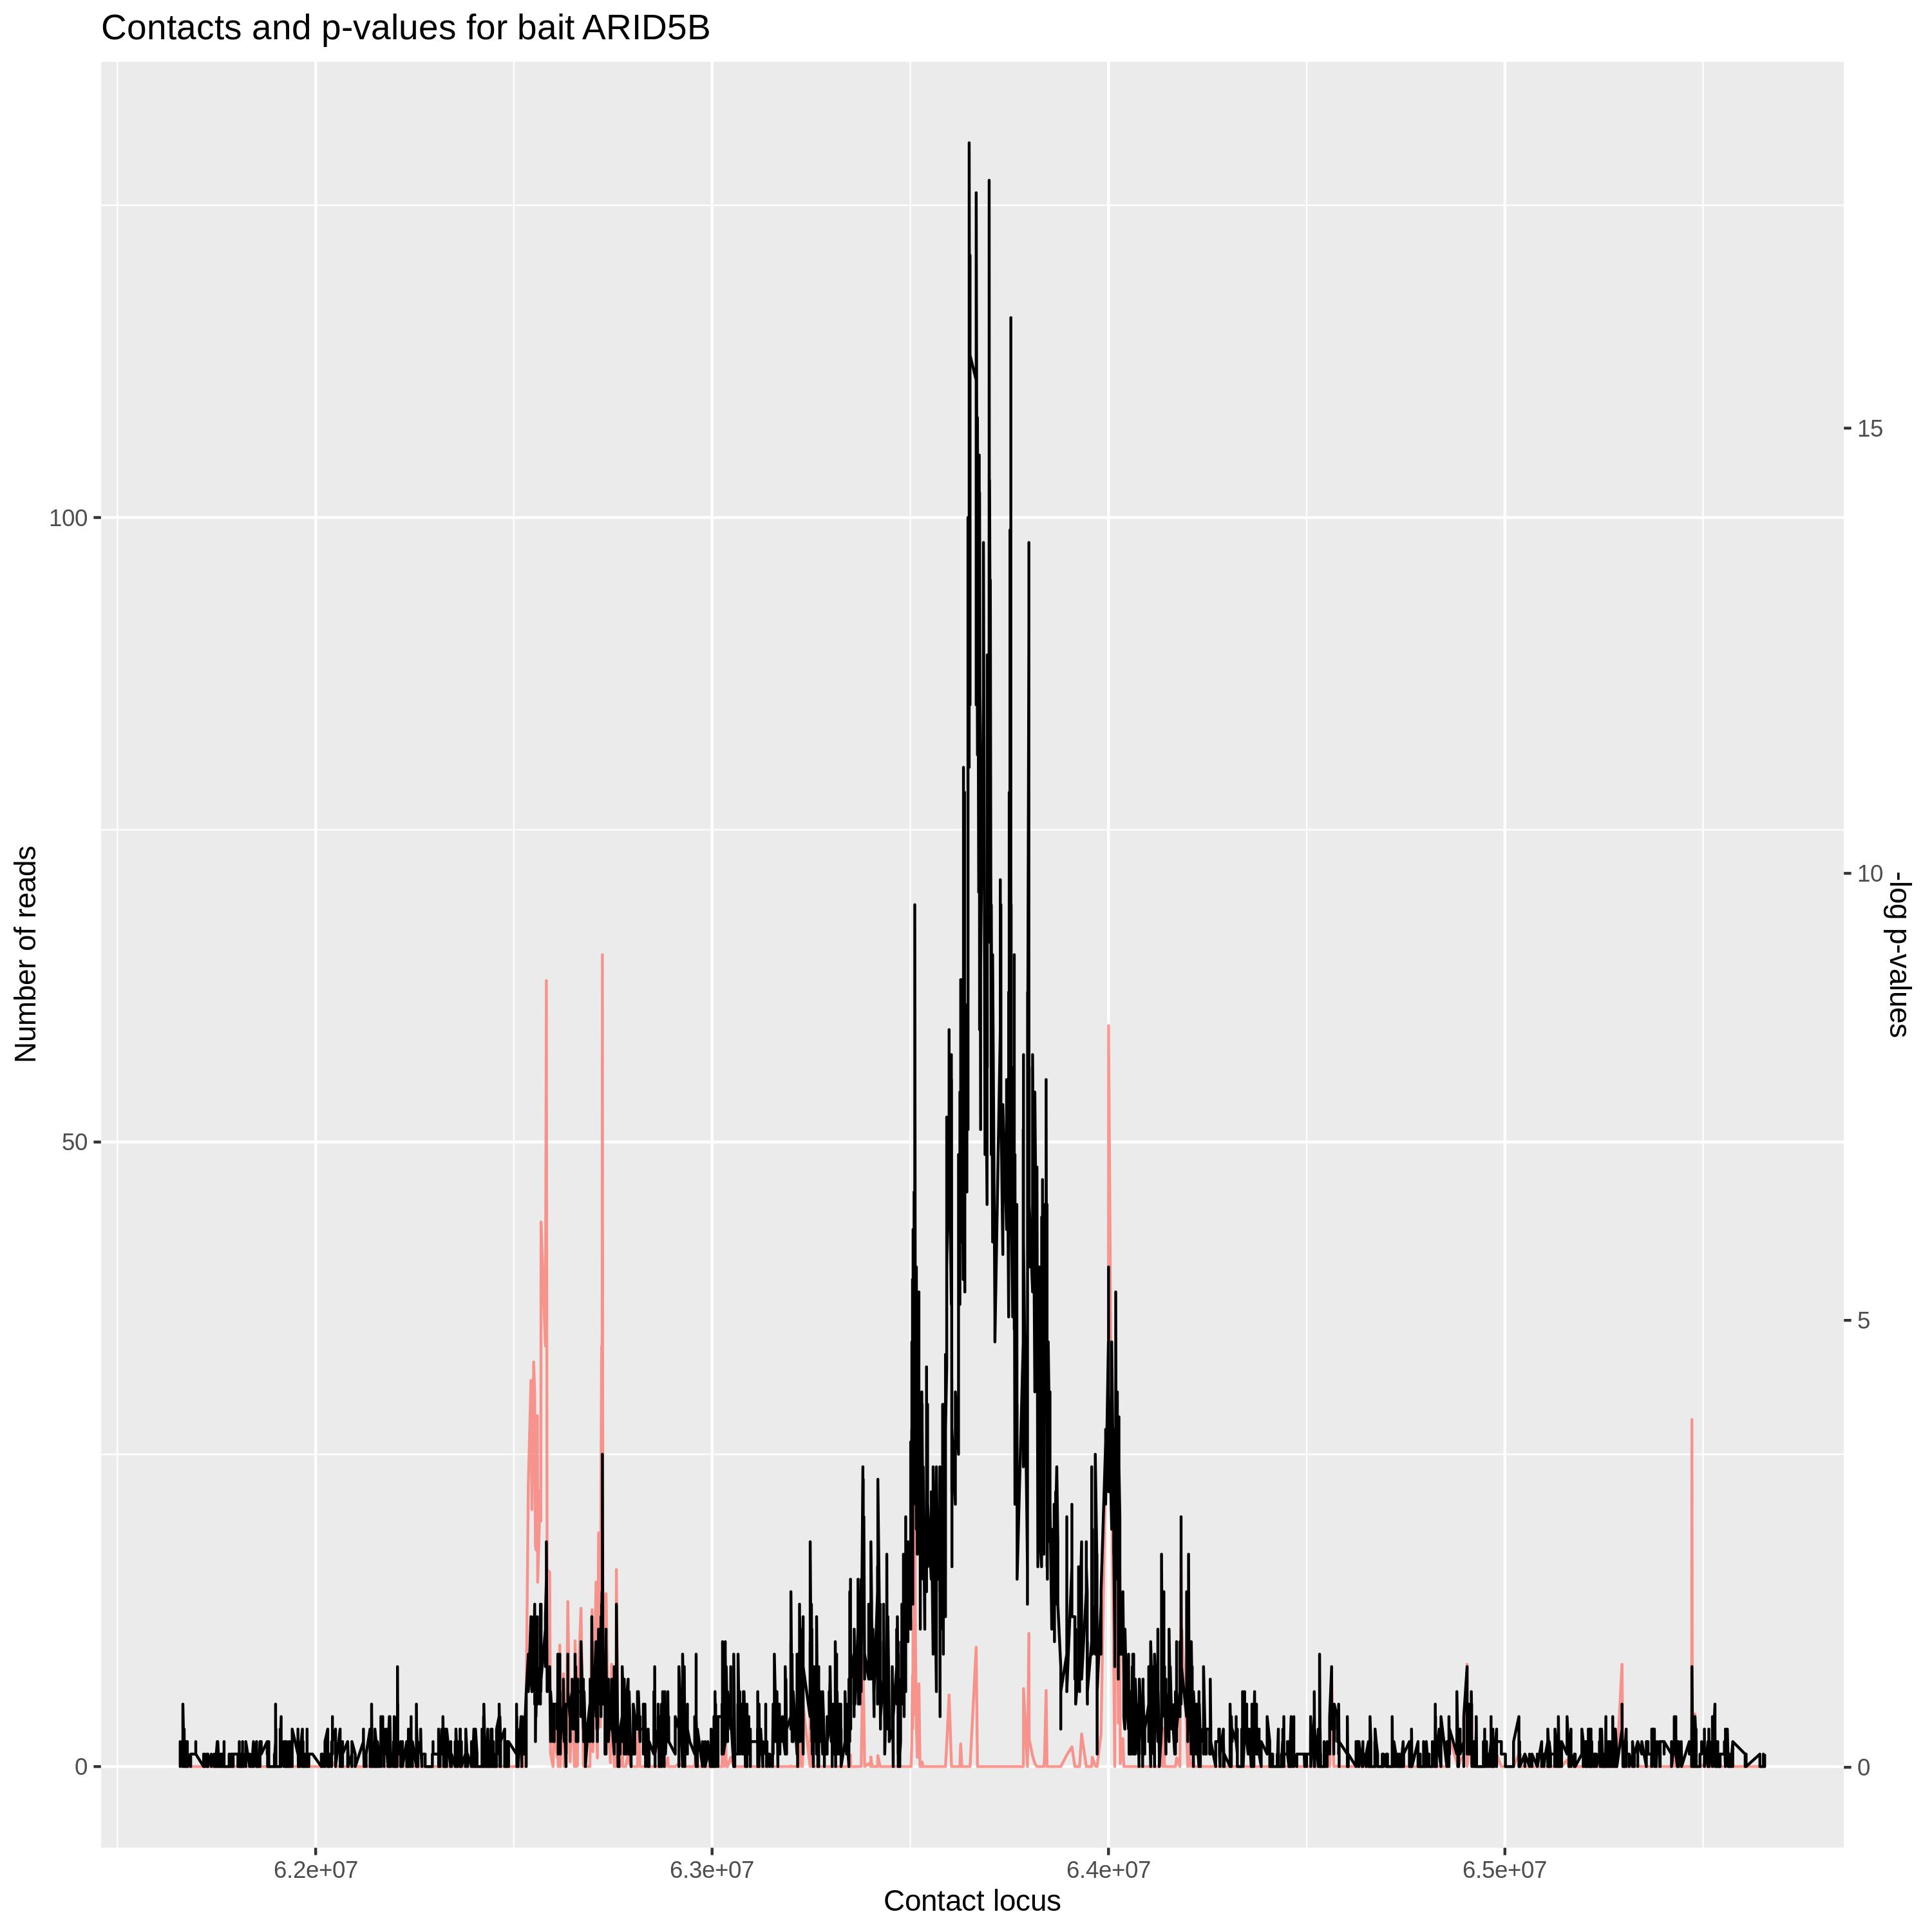 Contacts and p-values for bait ARID5B
Number of reads
100
50
0
15
10
5
0
-log p-values
6.2e+07
6.3e+07
6.4e+07
6.5e+07
Contact locus